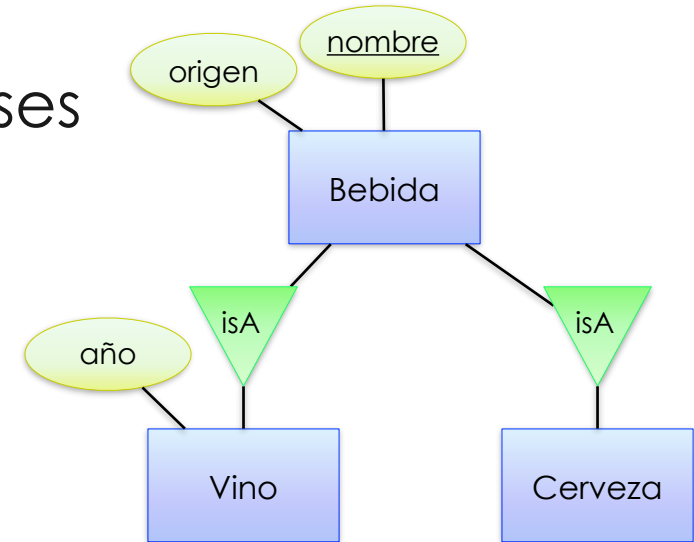 nombre
origen
ses
Bebida
isA
isA
año
Vino
Cerveza